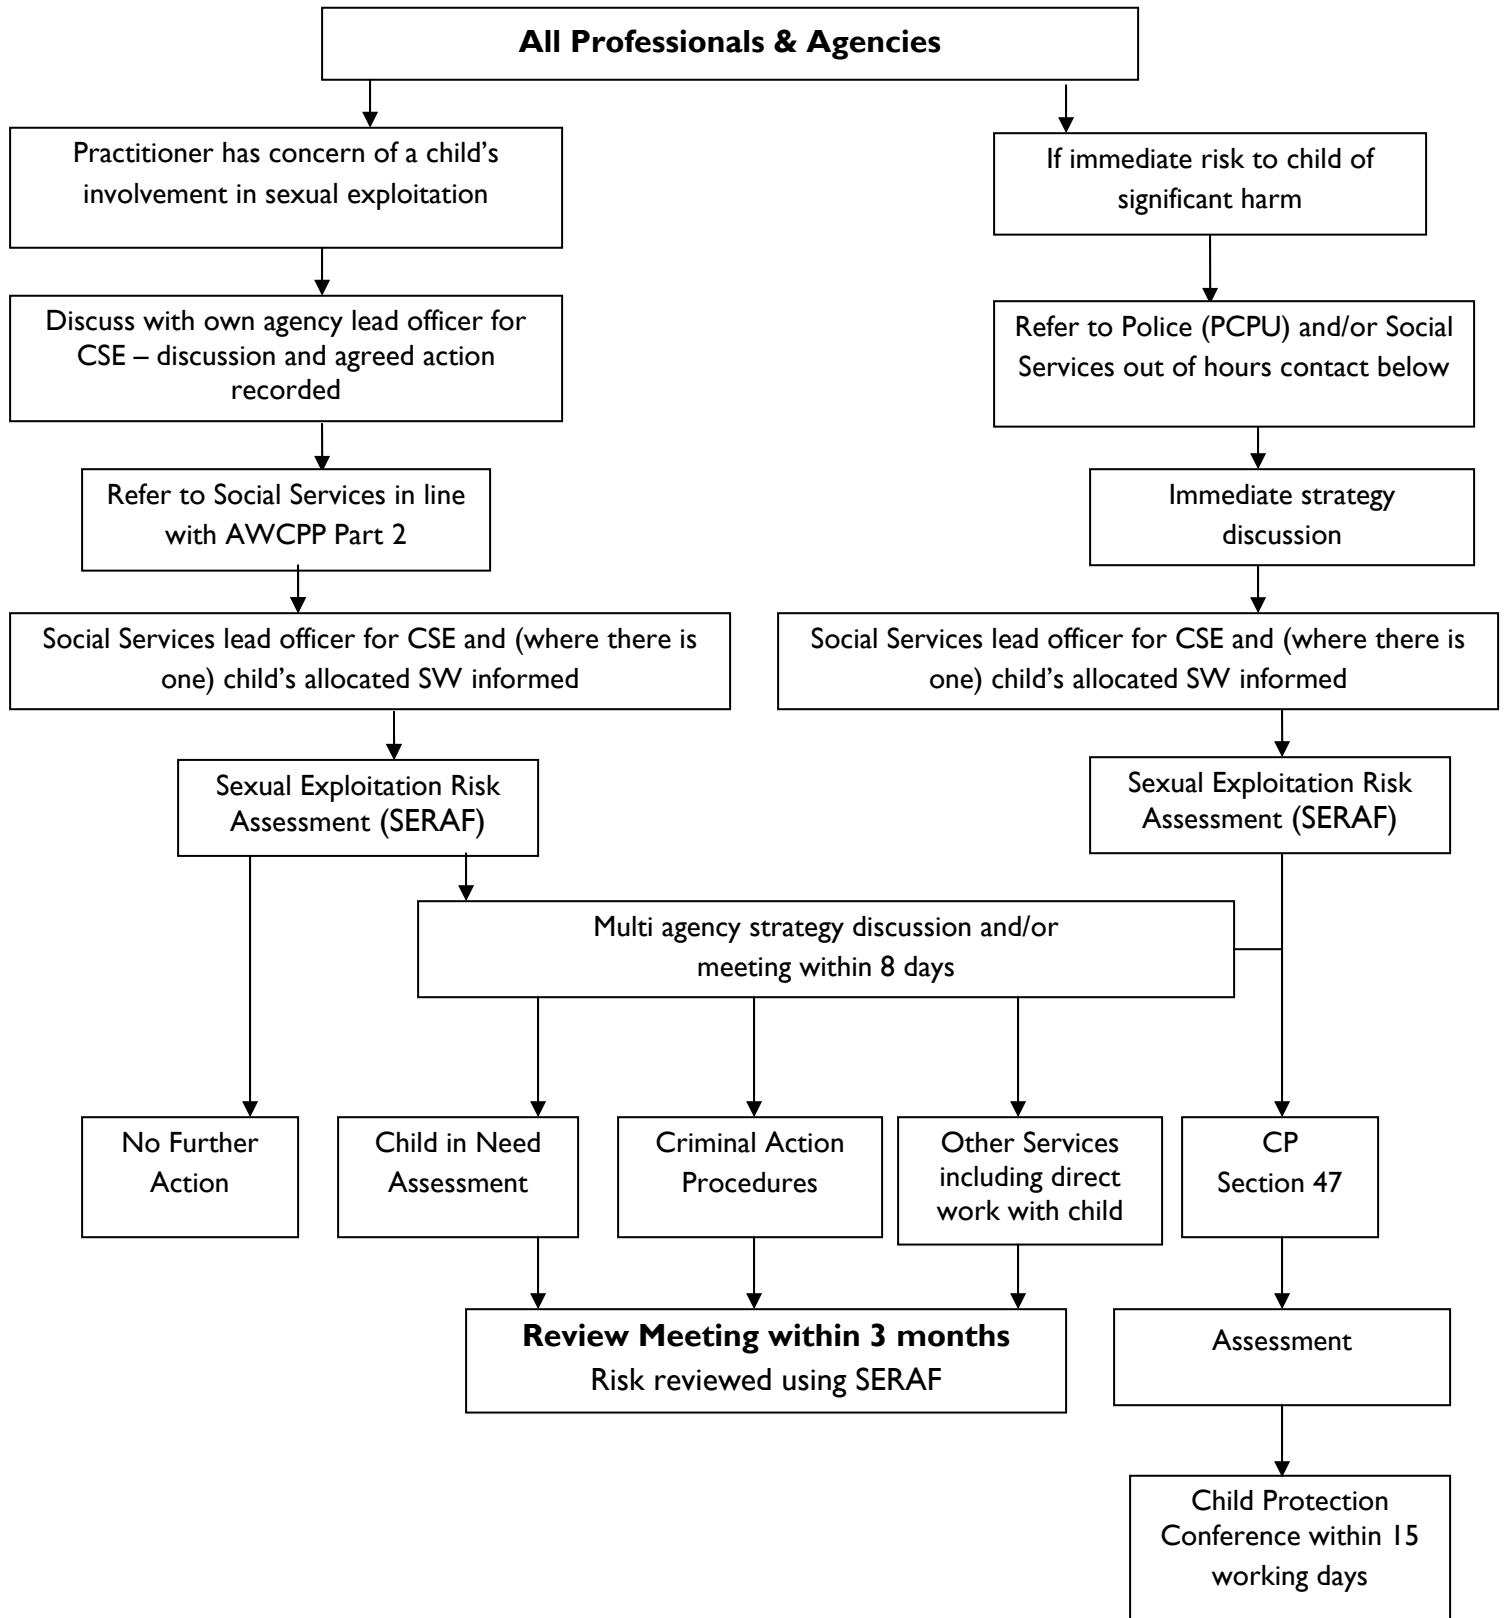 All Professionals & Agencies
Practitioner has concern of a child's
involvement in sexual exploitation
If immediate risk to child of
significant harm
Discuss with own agency lead officer for
CSE – discussion and agreed action
recorded
Refer to Police (PCPU) and/or Social
Services out of hours contact below
Refer to Social Services in line
with AWCPP Part 2
Immediate strategy
discussion
Social Services lead officer for CSE and (where there is
one) child's allocated SW informed
Social Services lead officer for CSE and (where there is
one) child's allocated SW informed
Sexual Exploitation Risk
Assessment (SERAF)
Sexual Exploitation Risk
Assessment (SERAF)
Multi agency strategy discussion and/or
meeting within 8 days
No Further
Action
Child in Need
Assessment
Criminal Action
Procedures
Other Services
including direct
work with child
CP
Section 47
Review Meeting within 3 months
Risk reviewed using SERAF
Assessment
Child Protection
Conference within 15
working days